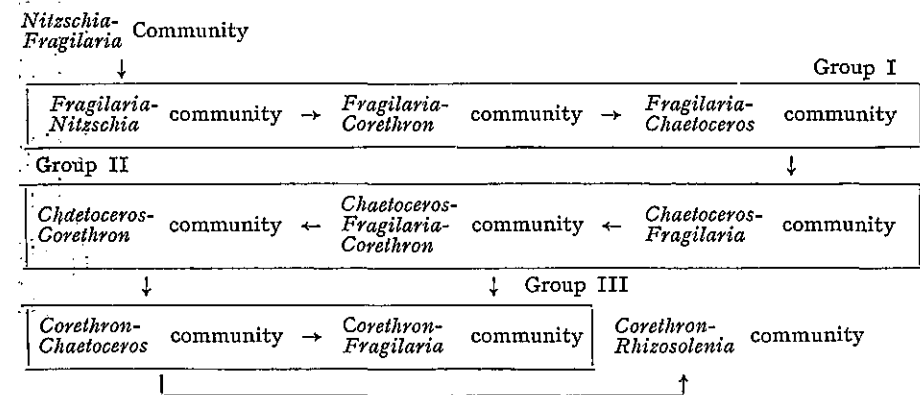 Nitzschia-
Fragilaria Community
↓
Group I
Fragilaria-
Nitzschia community → Fragilaria-
Corethron community → Fragilaria-
Chaetoceros community
Group II ↓
Chaetoceros-
Corethron community ← Chaetoceros-
Fragilaria-
Corethron community ← Chaetoceros-
Fragilaria community
↓ ↓ Group III
Corethron-
Chaetoceros community → Corethron-
Fragilaria community Corethron-
Rhizosolenia community
↑